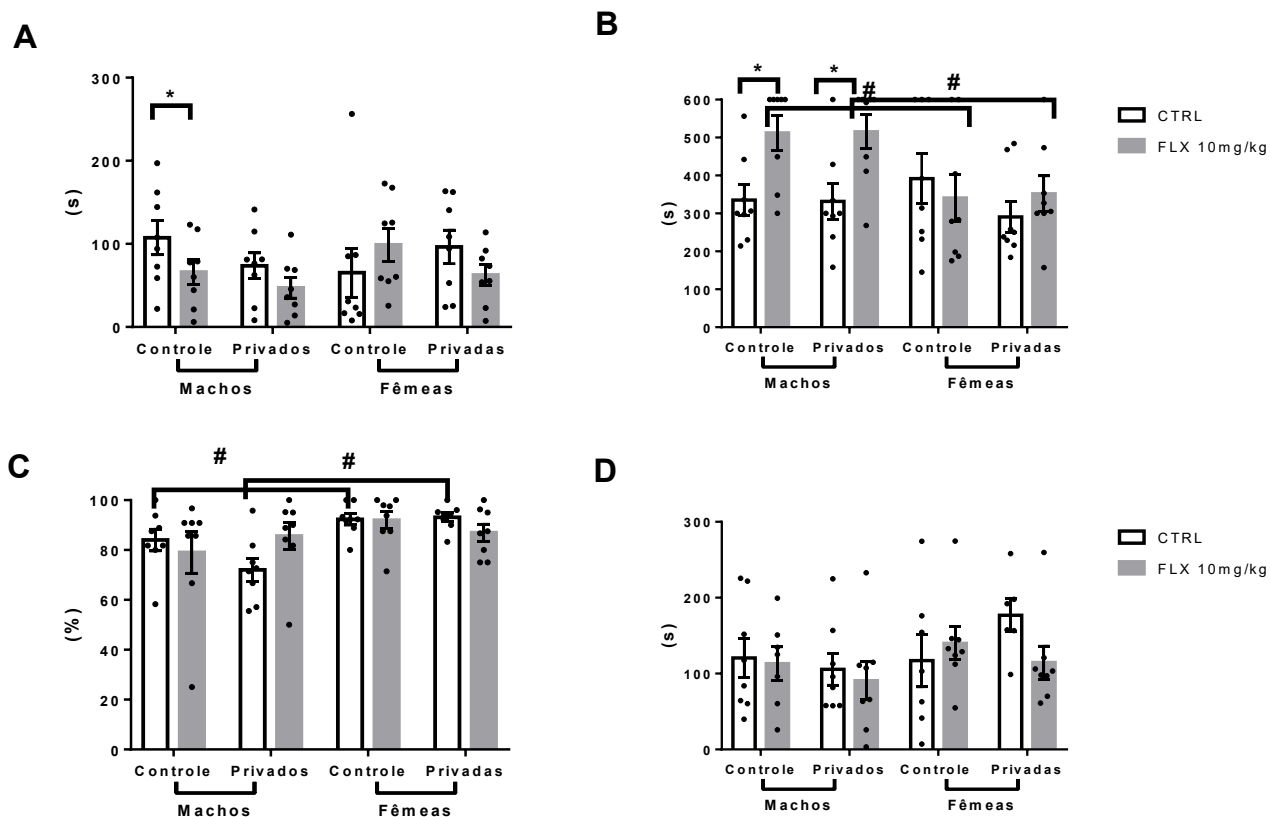 A
300
*
200
(s)
100
0
Controle Privados Controle Privadas
Machos Fêmeas
B
* * # #
600
500
400
(s)
300
200
100
0
Controle Privados Controle Privadas
Machos Fêmeas
CTRL
FLX 10mg/kg
C
# #
100
80
60
(%)
40
20
0
Controle Privados Controle Privadas
Machos Fêmeas
D
300
200
(s)
100
0
Controle Privados Controle Privadas
Machos Fêmeas
CTRL
FLX 10mg/kg